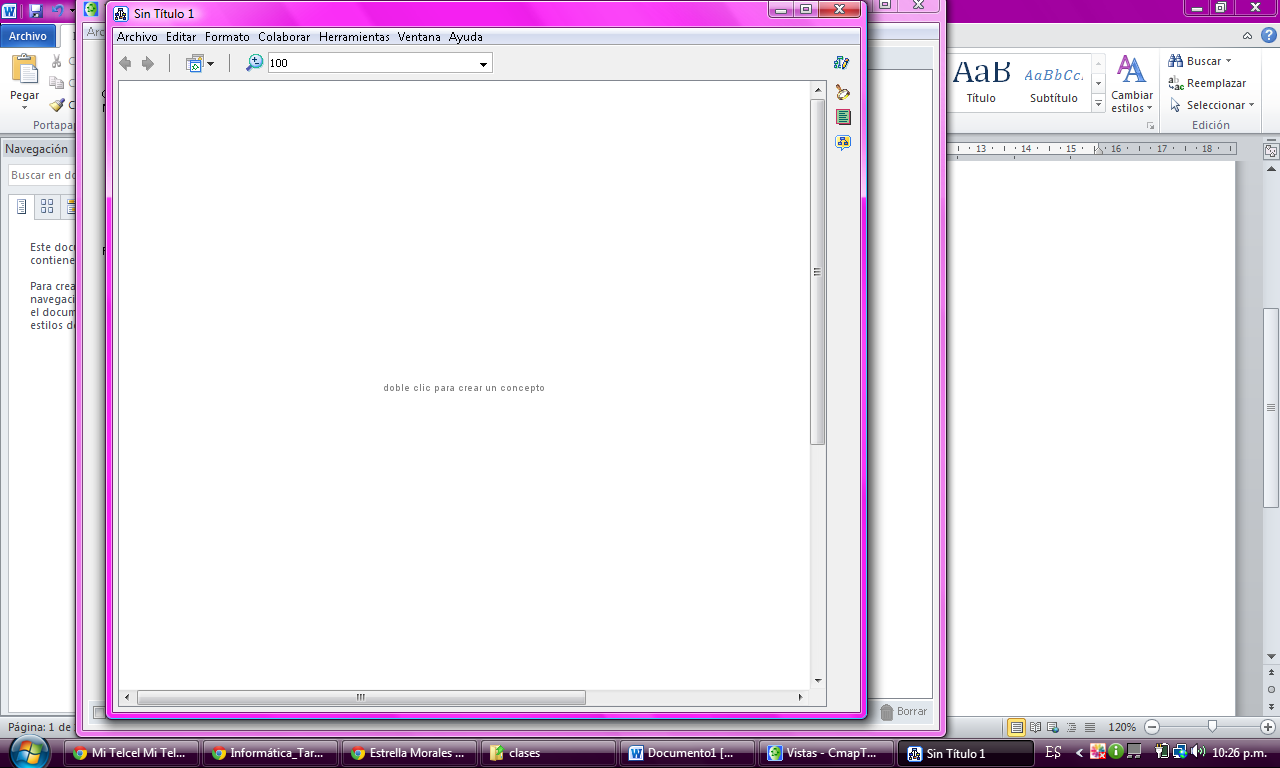 Sin Título 1
Archivo Editar Formato Colaborar Herramientas Ventana Ayuda
100
doble clic para crear un concepto
Archivo
Pegar
Navegación
Buscar en do
Este docu
contiene
Para crea
navegaci
el docum
estilos de
Página: 1 de
AaB
Título
AaBbCc.
Subtítulo
Cambiar
estilos
Buscar
Reemplazar
Seleccionar
Edición
13 14 15 16 17 18
Borrar
120%
Mi Telcel Mi Tel...
Informática_Tar...
Estrella Morales ...
clases
Documento1 [...
Vistas - CmapT...
Sin Título 1
ES
10:26 p.m.